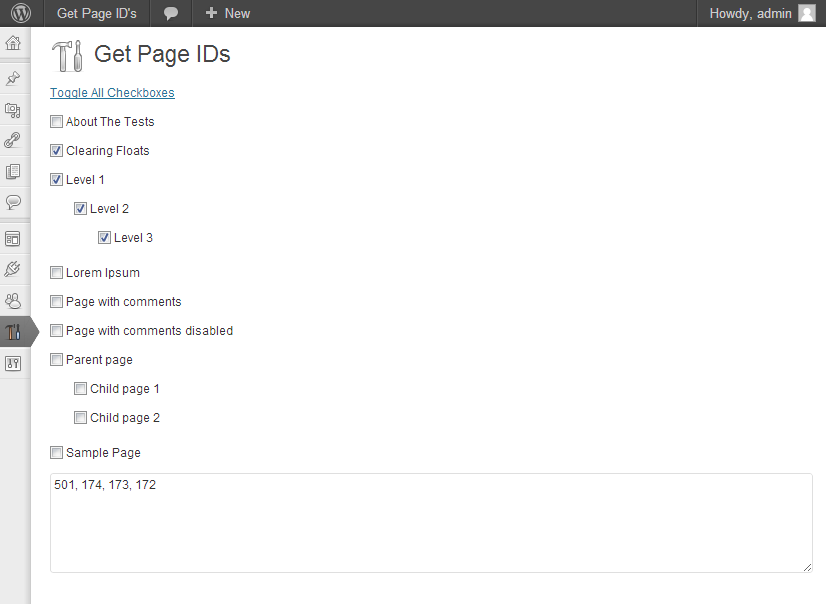 Get Page ID's
New
Howdy, admin
Get Page IDs
Toggle All Checkboxes
About The Tests
Clearing Floats
Level 1
Level 2
Level 3
Lorem Ipsum
Page with comments
Page with comments disabled
Parent page
Child page 1
Child page 2
Sample Page
501, 174, 173, 172